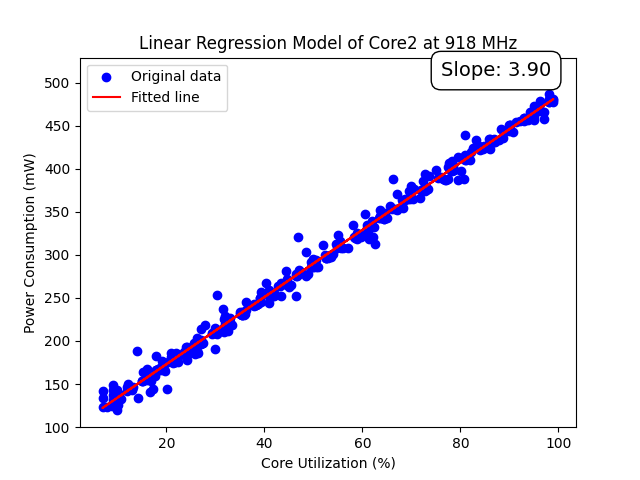 Linear Regression Model of Core2 at 918 MHz
Slope: 3.90
Original data
Fitted line
Power Consumption (mW)
500
450
400
350
300
250
200
150
100
20 40 60 80 100
Core Utilization (%)